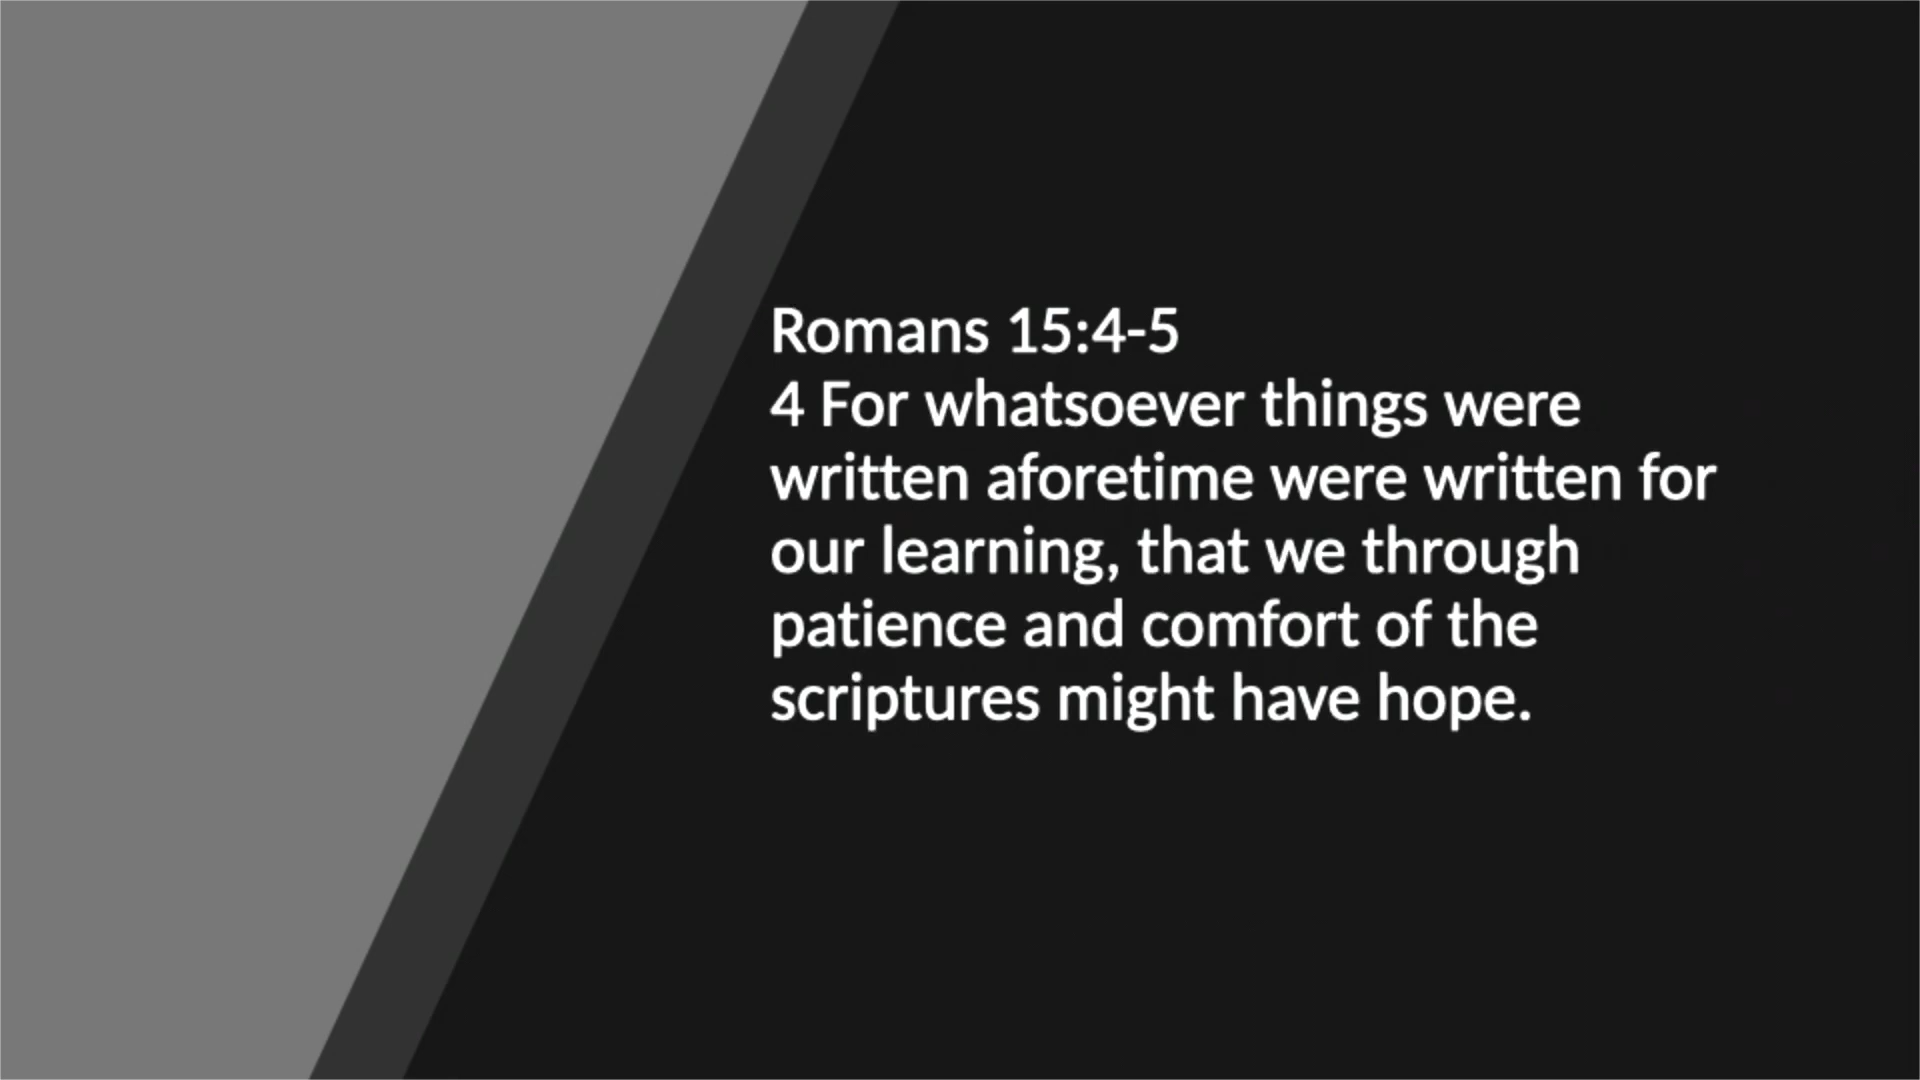 Romans 15:4-5
4 For whatsoever things were
written aforetime were written for
our learning, that we through
patience and comfort of the
scriptures might have hope.